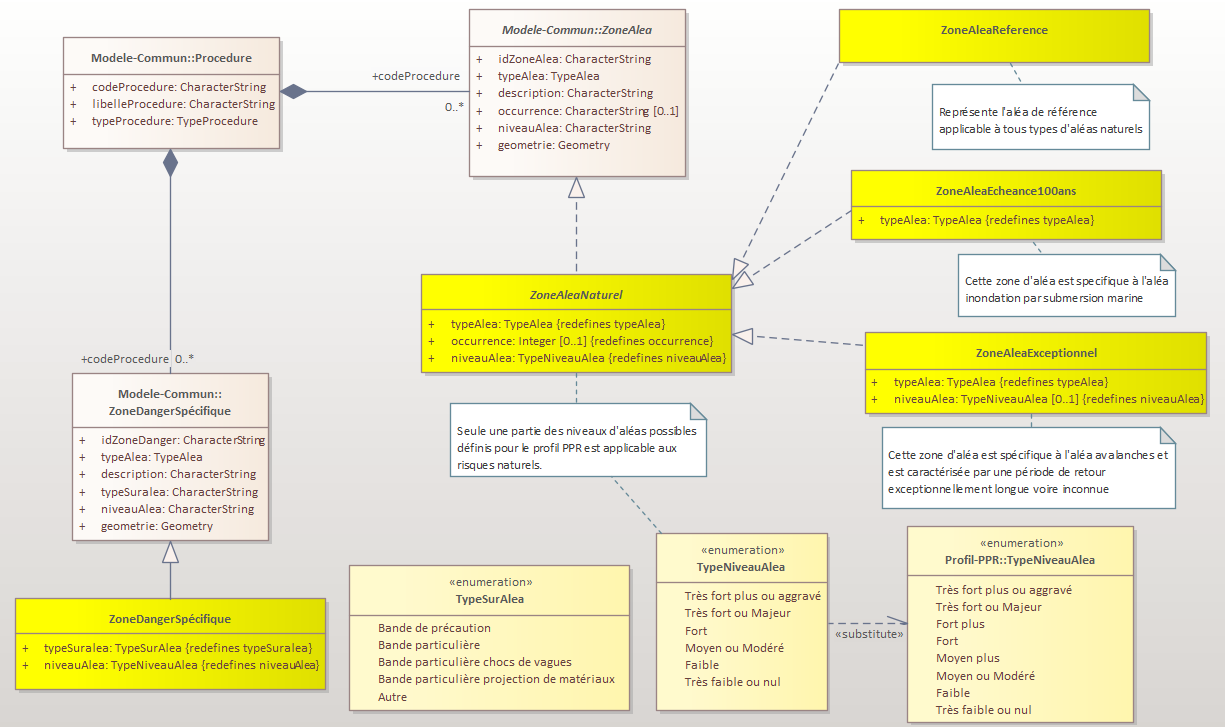 Modele-Commun::Procedure
+ codeProcedure: CharacterString
+ libelleProcedure: CharacterString
+ typeProcedure: TypeProcedure
+codeProcedure
0..*
Modele-Commun::ZoneAlea
+ idZoneAlea: CharacterString
+ typeAlea: TypeAlea
+ description: CharacterString
+ occurrence: CharacterString [0..1]
+ niveauAlea: CharacterString
+ geometrie: Geometry
ZoneAleaReference
Représente l'aléa de référence
applicable à tous types d'aléas naturels
ZoneAleaEcheance100ans
+ typeAlea: TypeAlea {redefines typeAlea}
Cette zone d'aléa est specifique à l'aléa
inondation par submersion marine
ZoneAleaNaturel
+ typeAlea: TypeAlea {redefines typeAlea}
+ occurrence: Integer [0..1] {redefines occurrence}
+ niveauAlea: TypeNiveauAlea {redefines niveauAlea}
ZoneAleaExceptionnel
+ typeAlea: TypeAlea {redefines typeAlea}
+ niveauAlea: TypeNiveauAlea [0..1] {redefines niveauAlea}
Cette zone d'aléa est spécifique à l'aléa avalanches et
est caractérisée par une période de retour
exceptionnellement longue voire inconnue
Seule une partie des niveaux d'aléas possibles
définis pour le profil PPR est applicable aux
risques naturels.
+codeProcedure 0..*
Modele-Commun::
ZoneDangerSpécifique
+ idZoneDanger: CharacterString
+ typeAlea: TypeAlea
+ description: CharacterString
+ typeSuralea: CharacterString
+ niveauAlea: CharacterString
+ geometrie: Geometry
ZoneDangerSpécifique
+ typeSuralea: TypeSurAlea {redefines typeSuralea}
+ niveauAlea: TypeNiveauAlea {redefines niveauAlea}
«enumeration»
TypeSurAlea
Bande de précaution
Bande particulière
Bande particulière chocs de vagues
Bande particulière projection de matériaux
Autre
«enumeration»
TypeNiveauAlea
Très fort plus ou aggravé
Très fort ou Majeur
Fort
Moyen ou Modéré
Faible
Très faible ou nul
«substitute»
«enumeration»
Profil-PPR::TypeNiveauAlea
Très fort plus ou aggravé
Très fort ou Majeur
Fort plus
Fort
Moyen plus
Moyen ou Modéré
Faible
Très faible ou nul